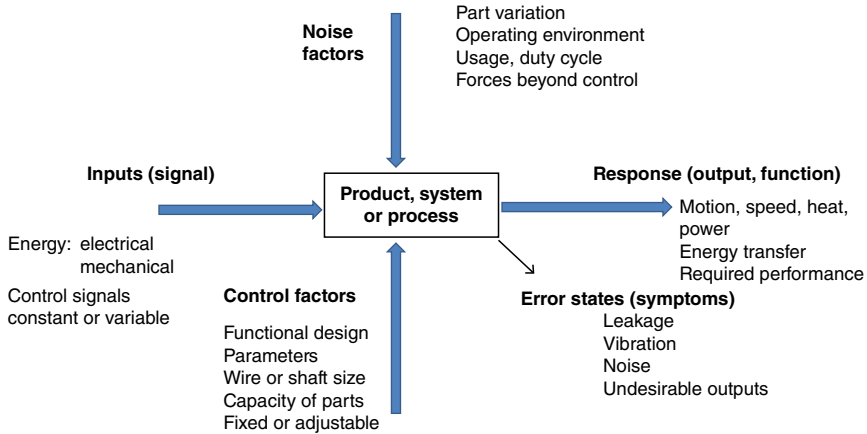 Noise
factors
Part variation
Operating environment
Usage, duty cycle
Forces beyond control
Inputs (signal)
Energy: electrical
mechanical
Control signals
constant or variable
Product, system
or process
Response (output, function)
Motion, speed, heat,
power
Energy transfer
Required performance
Control factors
Functional design
Parameters
Wire or shaft size
Capacity of parts
Fixed or adjustable
Error states (symptoms)
Leakage
Vibration
Noise
Undesirable outputs